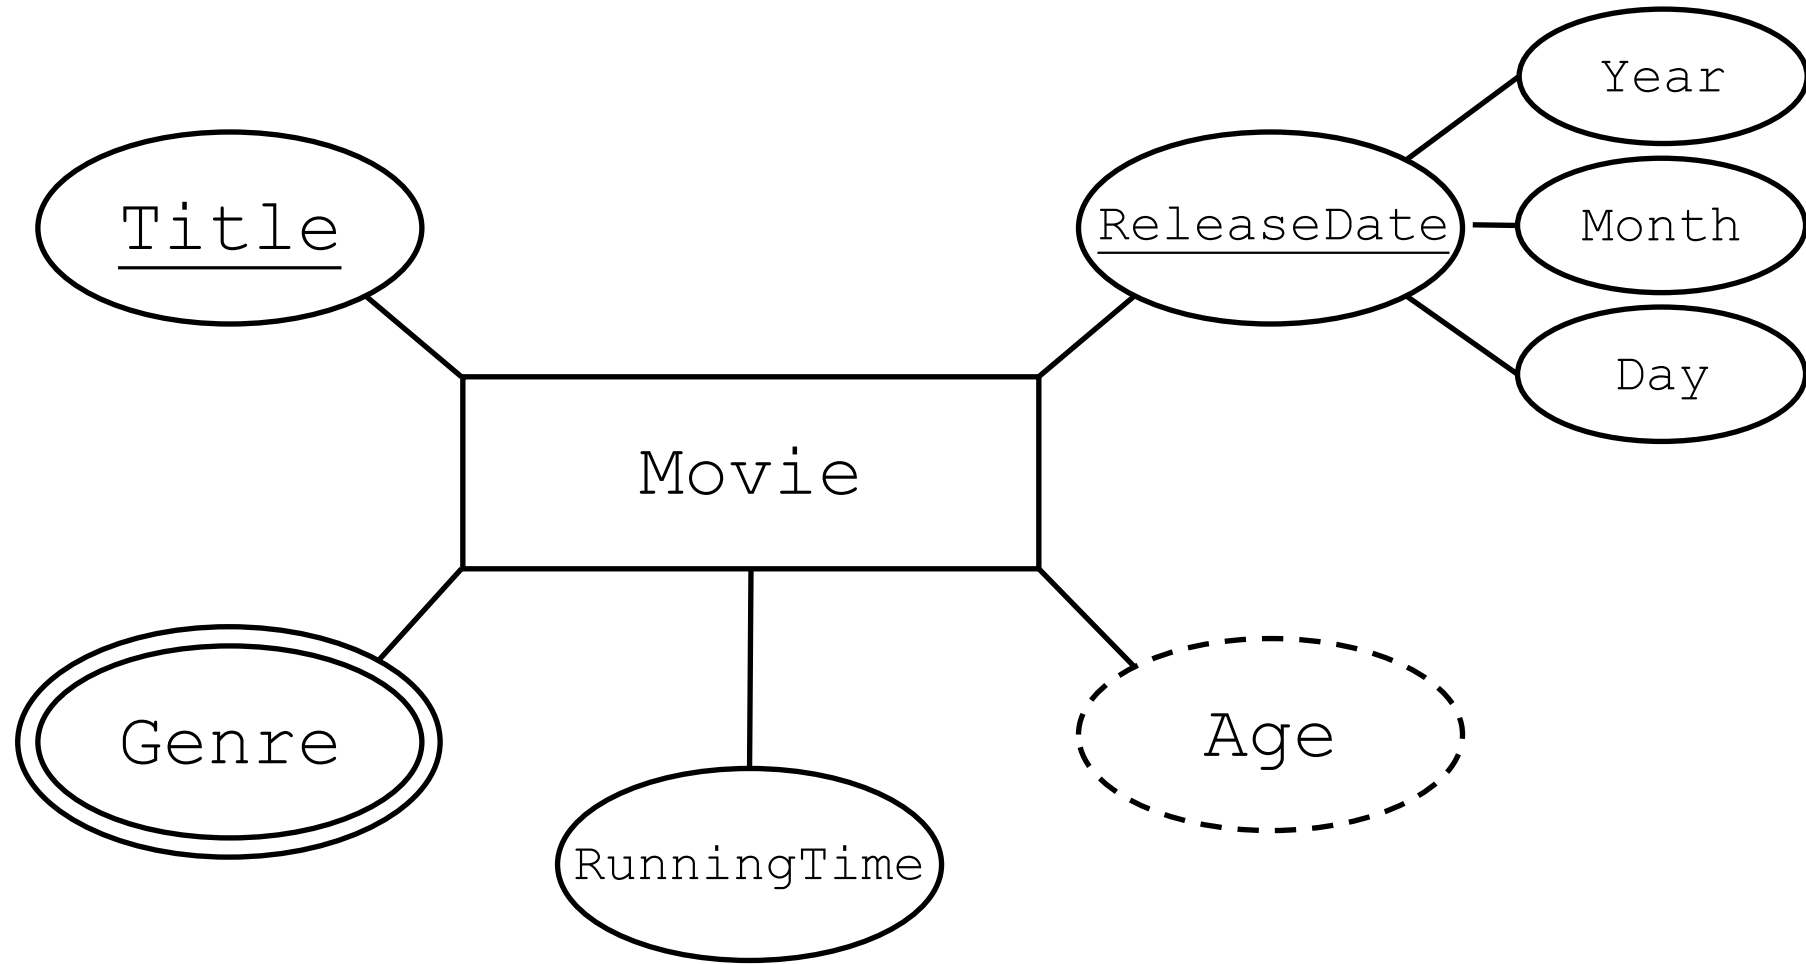 Year
Title
ReleaseDate
Month
Day
Movie
Genre
Age
RunningTime